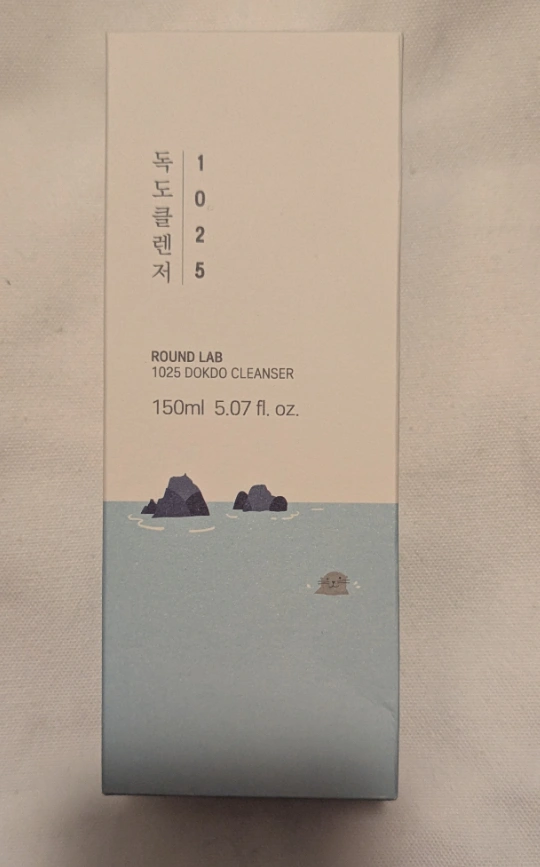 독도클렌저
1025
ROUND LAB
1025 DOKDO CLEANSER
150ml 5.07 fl. oz.